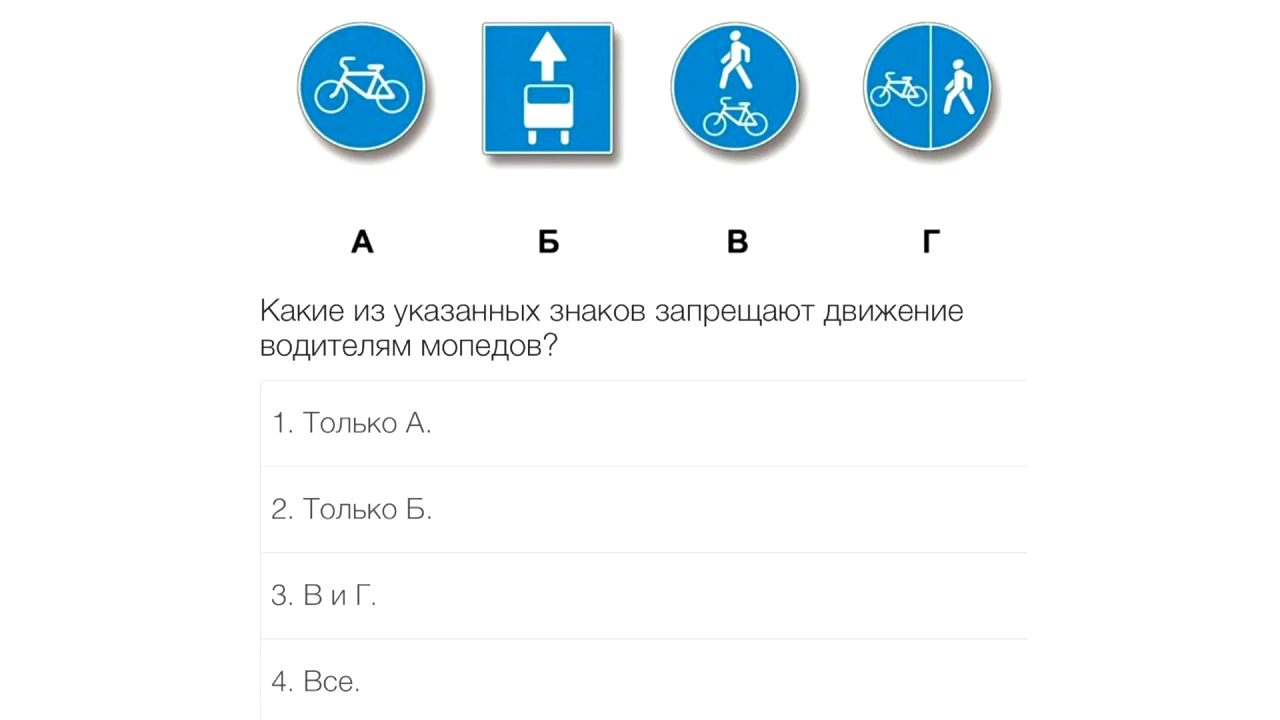 А Б В Г
Какие из указанных знаков запрещают движение
водителям мопедов?
1. Только А.
2. Только Б.
3. В и Г.
4. Все.